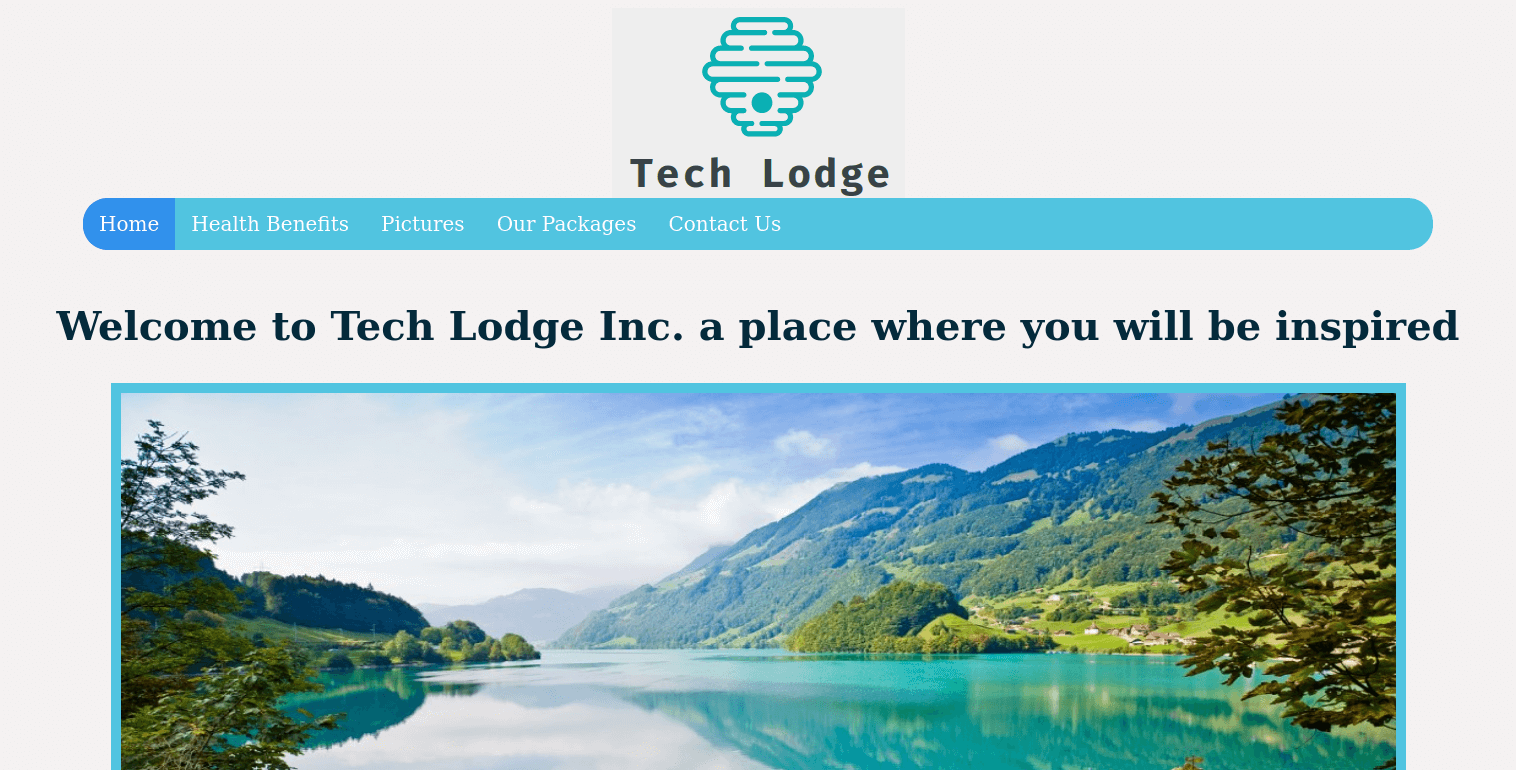 Tech Lodge
Home Health Benefits Pictures Our Packages Contact Us
Welcome to Tech Lodge Inc. a place where you will be inspired